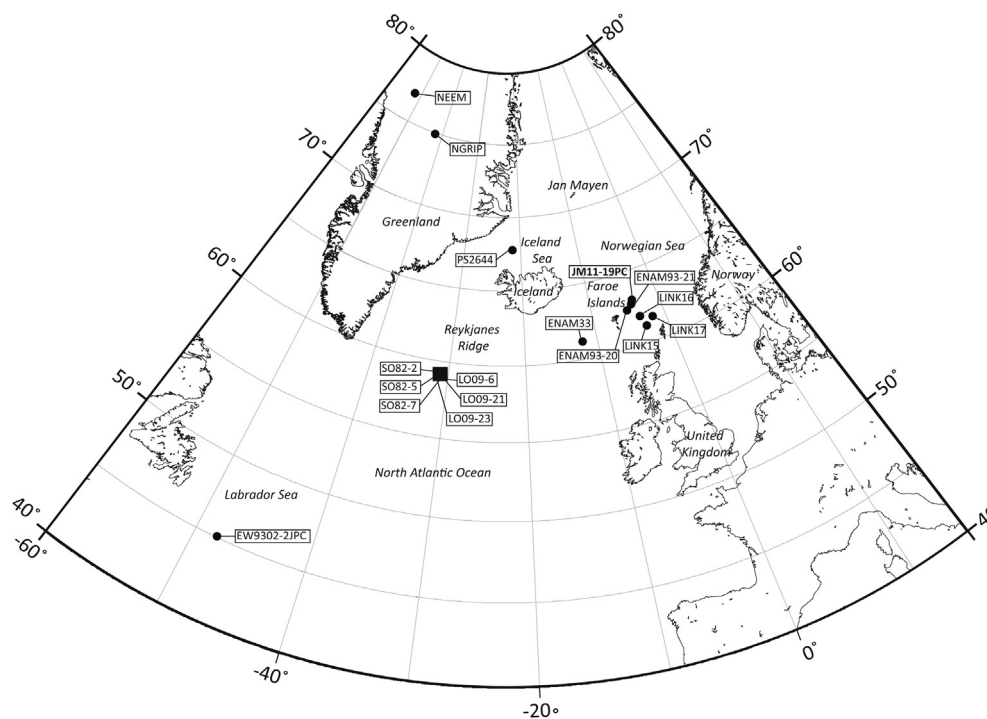 80°
80°
NEEM
NGRIP
70°
70°
Jan Mayen
Greenland
Iceland
Sea
Norwegian Sea
PS2644
JM11-19PC
ENAM93-21
Norway
60°
60°
Iceland
Faroe
Islands
LINK16
ENAM33
LINK17
Reykjanes
Ridge
LINK15
ENAM93-20
SO82-2
LO09-6
SO82-5
LO09-21
SO82-7
LO09-23
50°
50°
United
Kingdom
North Atlantic Ocean
Labrador Sea
EW9302-2JPC
40°
-60°
40
0°
-40°
-20°